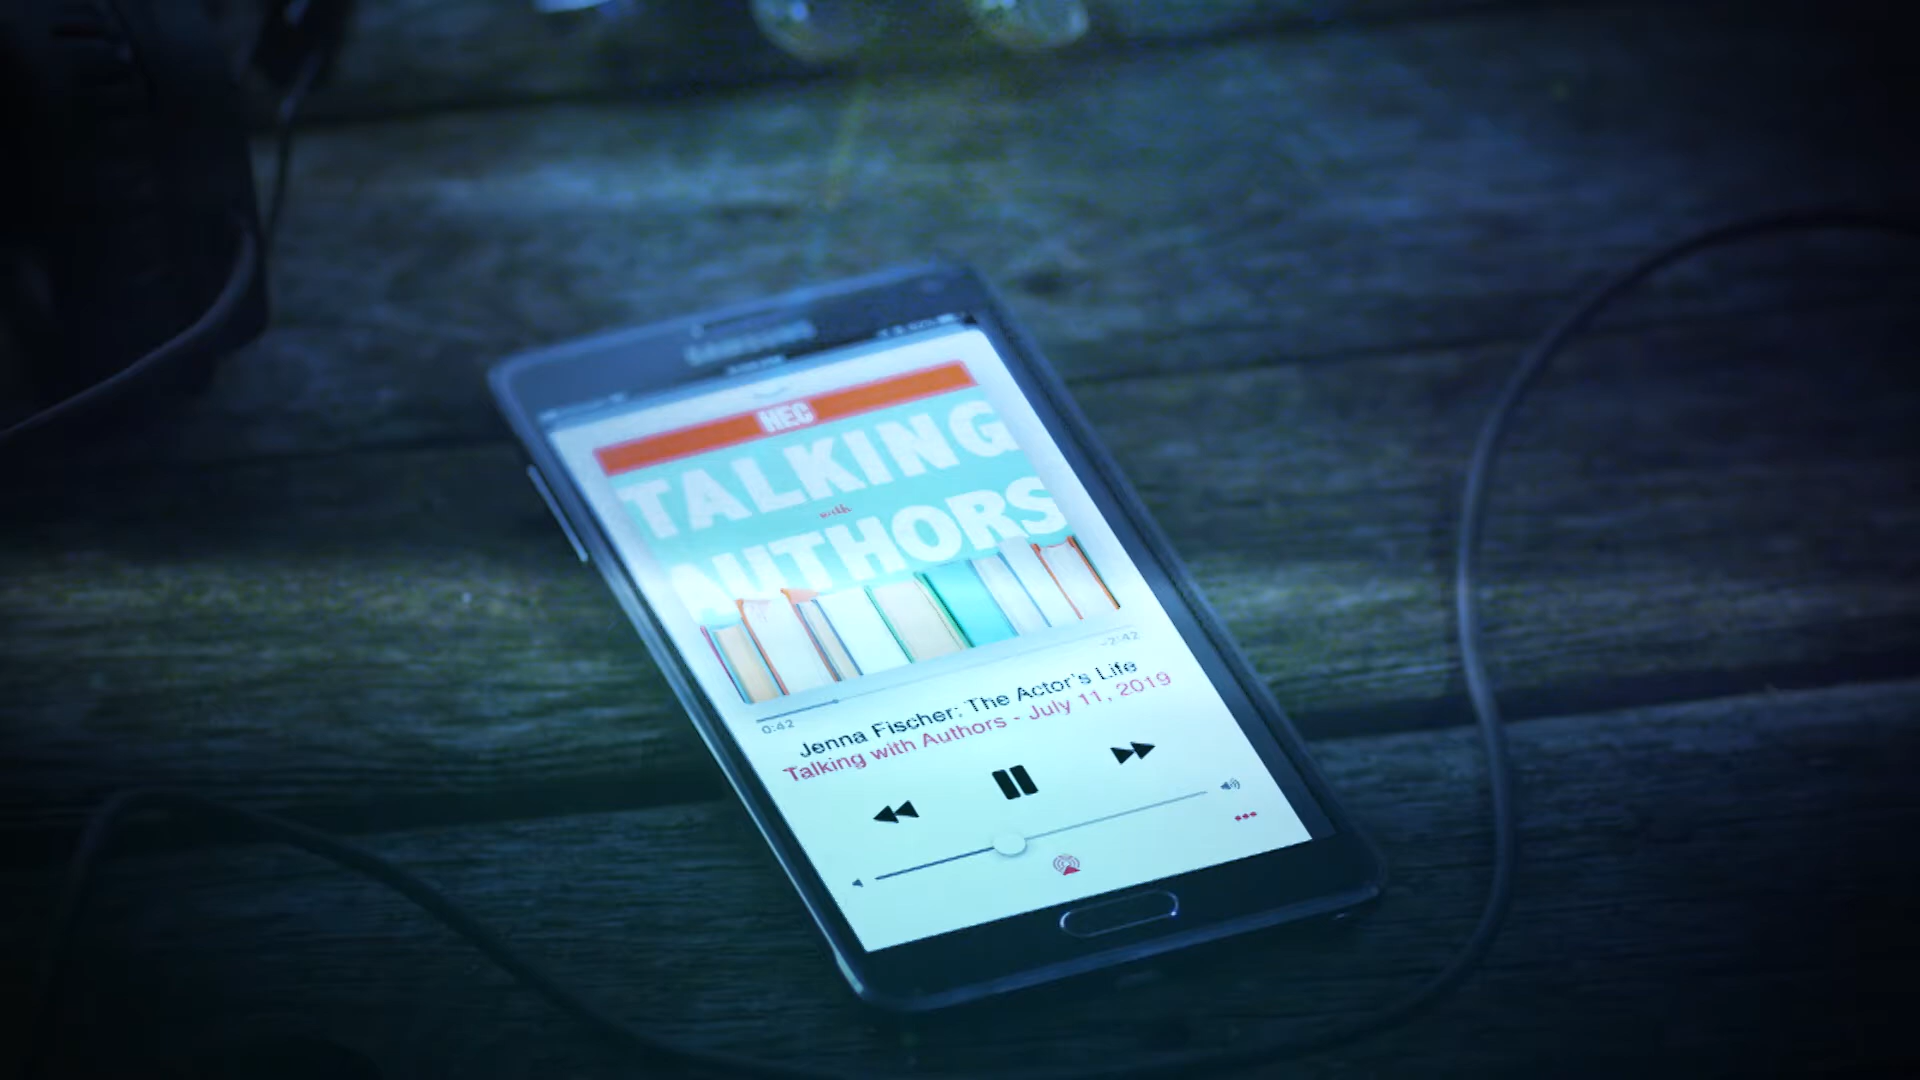 SAMSUNG
HEC
TALKING
with
AUTHORS
0:42
-2:42
Jenna Fischer: The Actor's Life
Talking with Authors - July 11, 2019